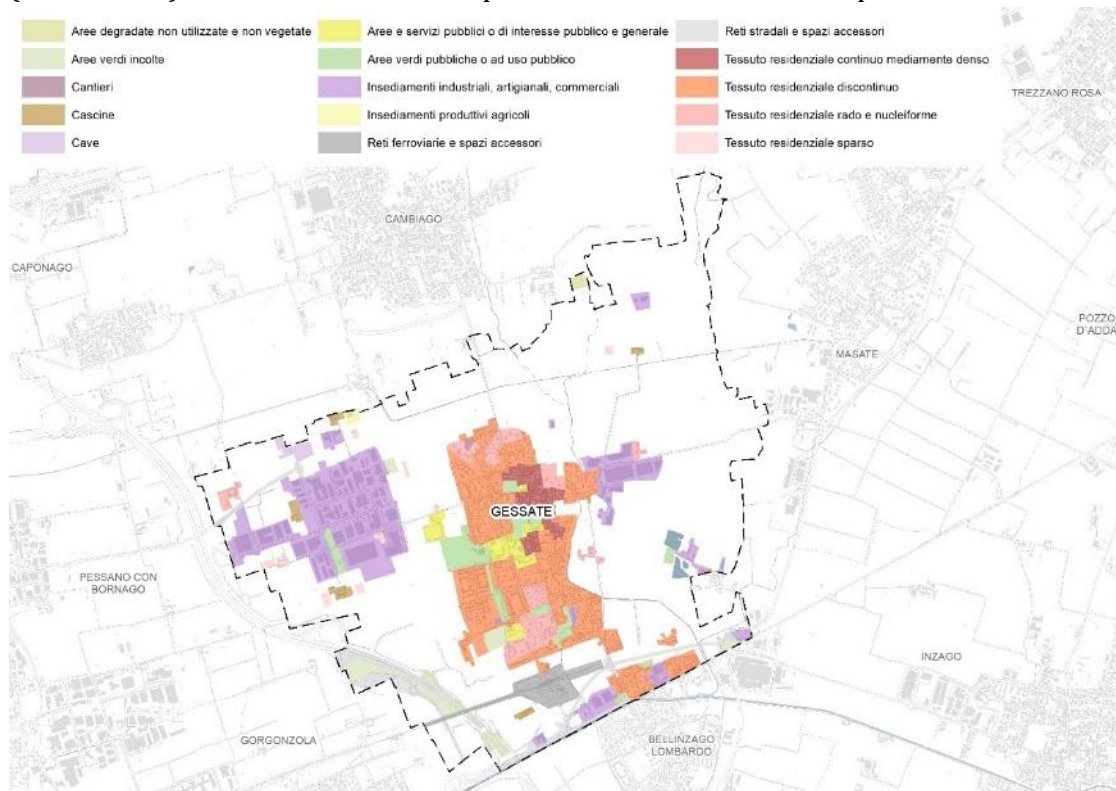 Aree degradate non utilizzate e non vegetate
Aree verdi incolte
Cantieri
Cascine
Cave
Aree e servizi pubblici o di interesse pubblico e generale
Aree verdi pubbliche o ad uso pubblico
Insediamenti industriali, artigianali, commerciali
Insediamenti produttivi agricoli
Reti ferroviarie e spazi accessori
Reti stradali e spazi accessori
Tessuto residenziale continuo mediamente denso
Tessuto residenziale discontinuo
Tessuto residenziale rado e nucleiforme
Tessuto residenziale sparso
TREZZANO ROSA
CAMBIAGO
CAPONAGO
POZZO
D'ADDA
MASATE
GESSATE
PESSANO CON
BORNAGO
INZAGO
GORGONZOLA
BELLINZAGO
LOMBARDO